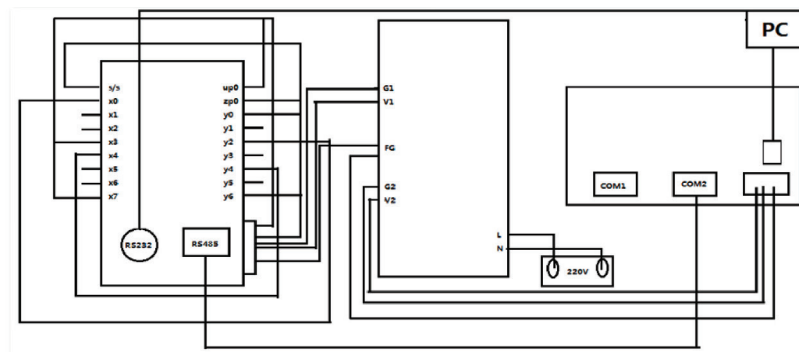 PC
s/s
x0
x1
x2
x3
x4
x5
x6
x7
up0
zp0
y0
y1
y2
y3
y4
y5
y6
RS232
RS485
G1
V1
FG
G2
V2
L
N
220V
COM1
COM2